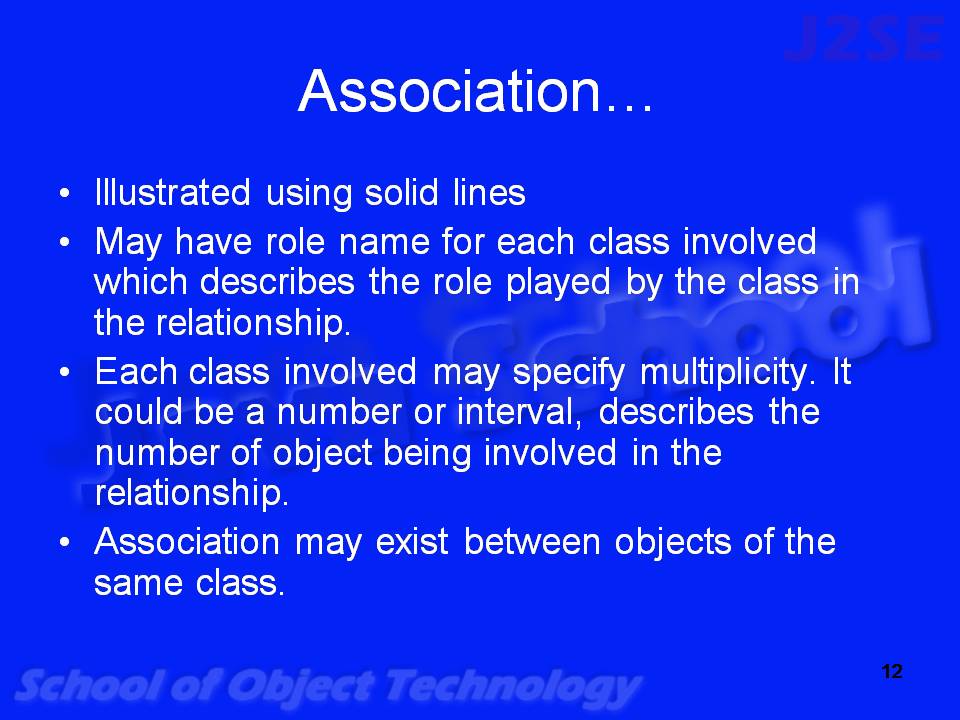 J2SE
Association…
• Illustrated using solid lines
• May have role name for each class involved
which describes the role played by the class in
the relationship.
• Each class involved may specify multiplicity. It
could be a number or interval, describes the
number of object being involved in the
relationship.
• Association may exist between objects of the
same class.
School
School of Object Technology
12